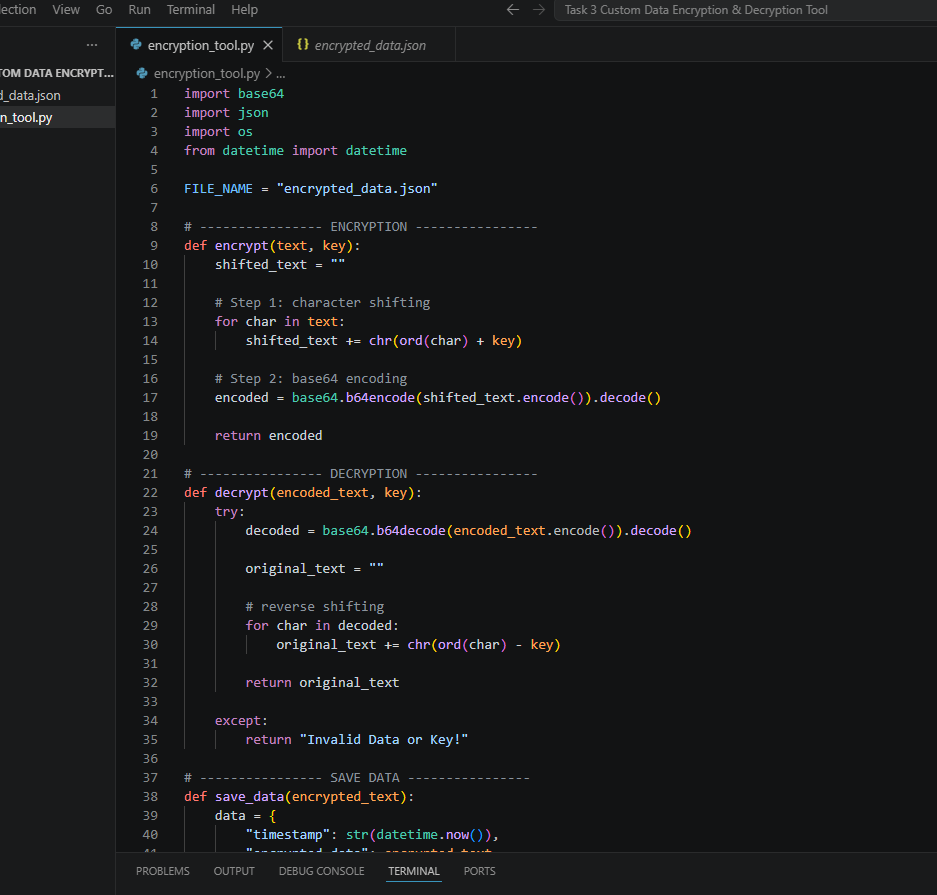 lection View Go Run Terminal Help
Task 3 Custom Data Encryption & Decryption Tool
...
encryption_tool.py
{} encrypted_data.json
TOM DATA ENCRYPT...
d_data.json
n_tool.py
encryption_tool.py > ...
1 import base64
2 import json
3 import os
4 from datetime import datetime
5
6 FILE_NAME = "encrypted_data.json"
7
8 # ---------------- ENCRYPTION ----------------
9 def encrypt(text, key):
10 shifted_text = ""
11
12 # Step 1: character shifting
13 for char in text:
14 shifted_text += chr(ord(char) + key)
15
16 # Step 2: base64 encoding
17 encoded = base64.b64encode(shifted_text.encode()).decode()
18
19 return encoded
20
21 # ---------------- DECRYPTION ----------------
22 def decrypt(encoded_text, key):
23 try:
24 decoded = base64.b64decode(encoded_text.encode()).decode()
25
26 original_text = ""
27
28 # reverse shifting
29 for char in decoded:
30 original_text += chr(ord(char) - key)
31
32 return original_text
33
34 except:
35 return "Invalid Data or Key!"
36
37 # ---------------- SAVE DATA ----------------
38 def save_data(encrypted_text):
39 data = {
40 "timestamp": str(datetime.now()),
41 "encrypted_data": encrypted_text
PROBLEMS OUTPUT DEBUG CONSOLE TERMINAL PORTS